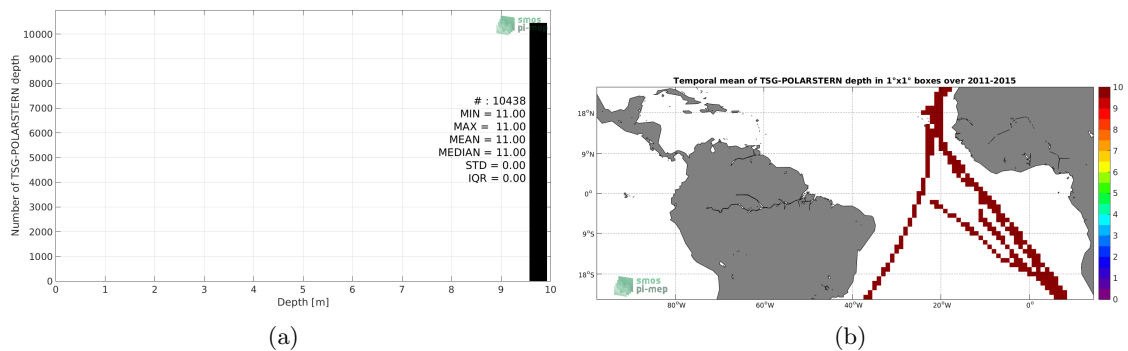 smos
pi-mep
10000
9000
8000
7000
6000
5000
4000
3000
2000
1000
0
Number of TSG-POLARSTERN depth
# : 10438
MIN = 11.00
MAX = 11.00
MEAN = 11.00
MEDIAN = 11.00
STD = 0.00
IQR = 0.00
0 1 2 3 4 5 6 7 8 9 10
Depth [m]
(a)
Temporal mean of TSG-POLARSTERN depth in 1°x1° boxes over 2011-2015
18°N
9°N
0°
9°S
18°S
80°W 60°W 40°W 20°W 0°
smos
pi-mep
10
9
8
7
6
5
4
3
2
1
0
(b)